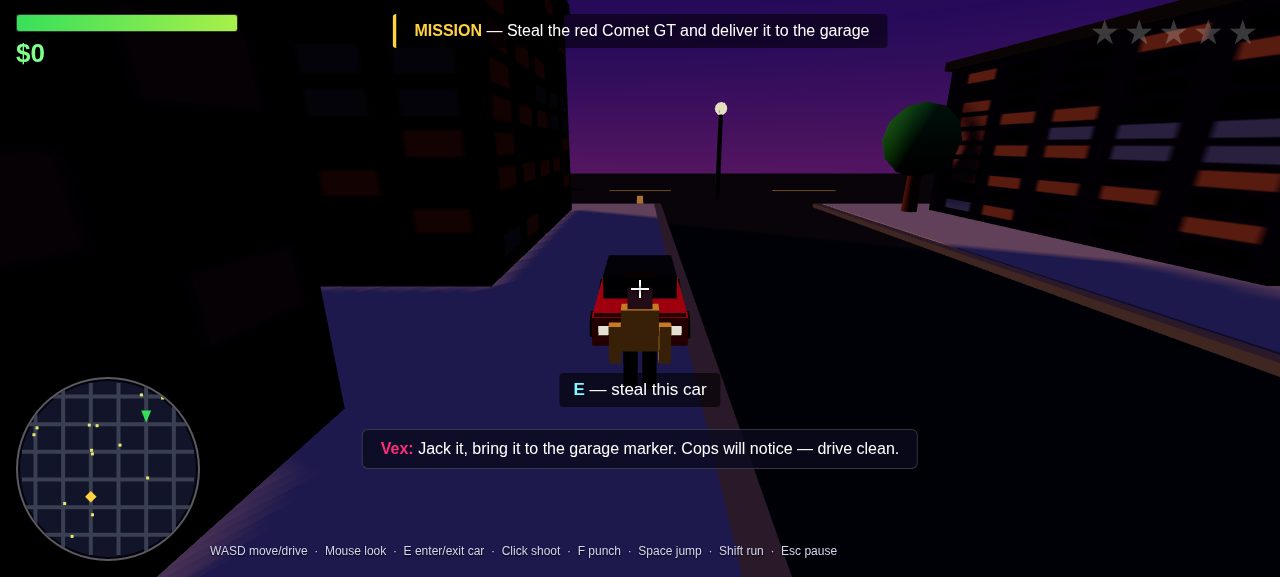 MISSION — Steal the red Comet GT and deliver it to the garage
$0
E — steal this car
Vex: Jack it, bring it to the garage marker. Cops will notice — drive clean.
WASD move/drive · Mouse look · E enter/exit car · Click shoot · F punch · Space jump · Shift run · Esc pause